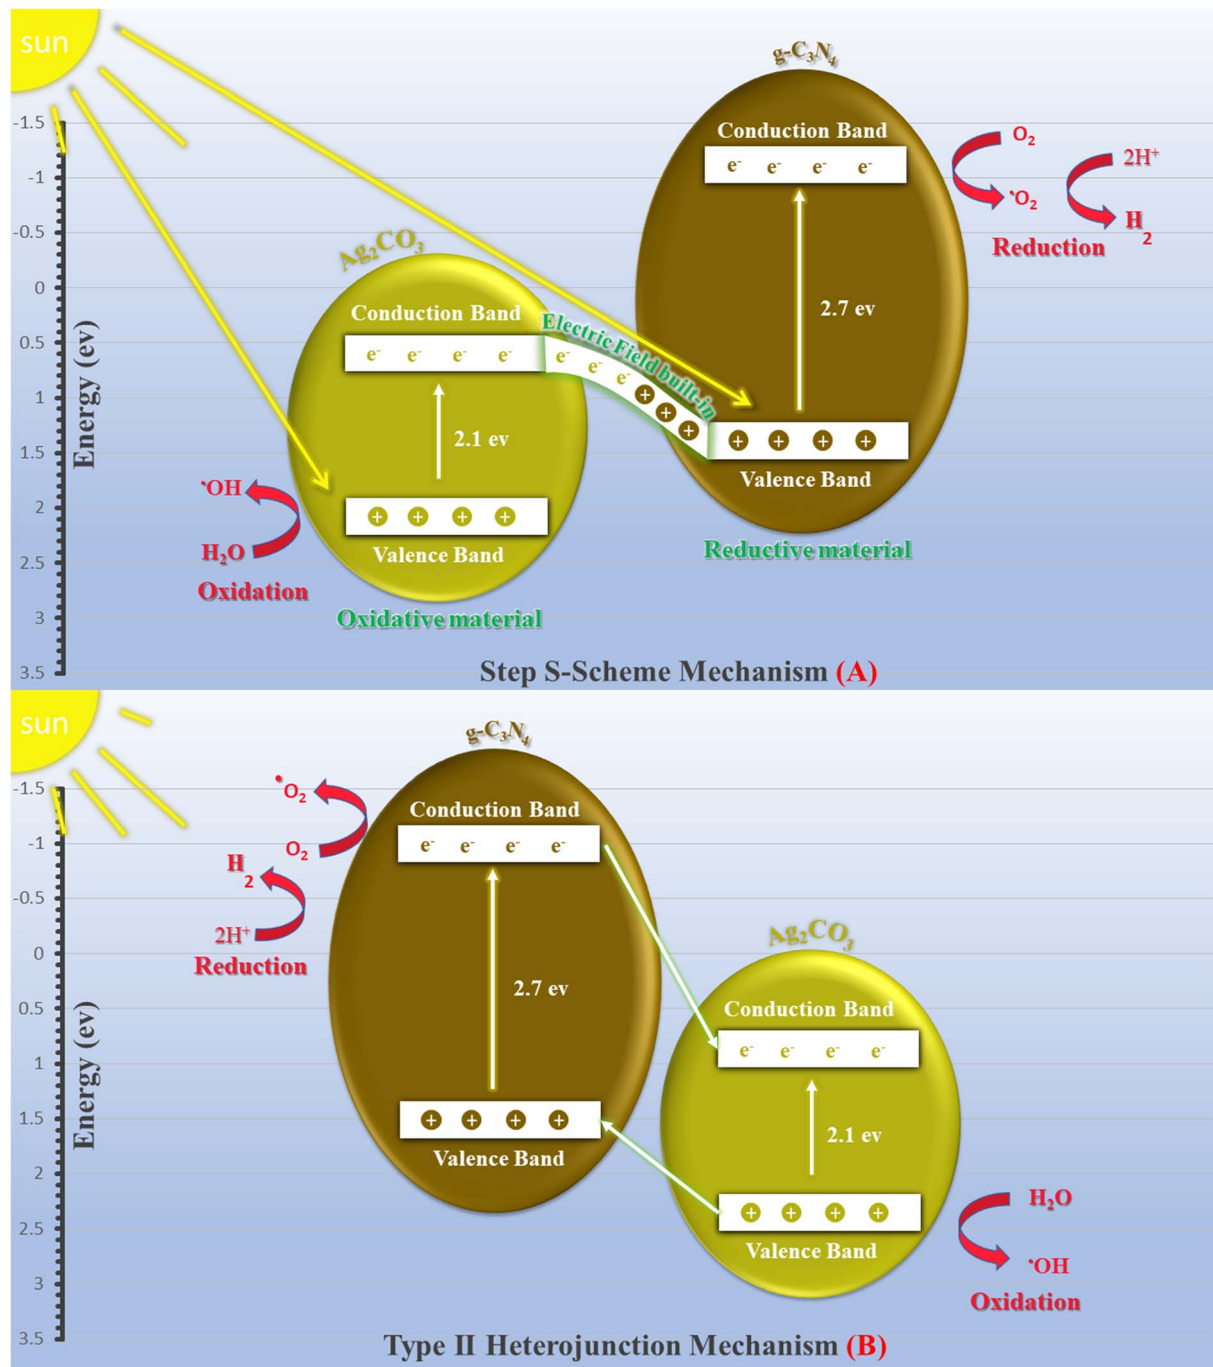 sun
g-C₃N₄
-1.5
Conduction Band
O₂
e⁻ e⁻ e⁻ e⁻
2H⁺
-1
•O₂
H₂
-0.5
Reduction
Ag₂CO₃
0
Conduction Band
2.7 ev
Electric Field built-in
0.5
e⁻ e⁻ e⁻ e⁻ e⁻ e⁻ e⁻ + + +
Energy (ev)
1
2.1 ev
+ + + +
1.5
Valence Band
•OH
2
+ + + +
H₂O
Valence Band
Reductive material
2.5
Oxidation
Oxidative material
3
3.5
Step S-Scheme Mechanism (A)
sun
g-C₃N₄
-1.5
•O₂
Conduction Band
-1
O₂
e⁻ e⁻ e⁻ e⁻
H₂
-0.5
2H⁺
Ag₂CO₃
Reduction
0
2.7 ev
0.5
Conduction Band
Energy (ev)
e⁻ e⁻ e⁻ e⁻
1
1.5
+ + + +
2.1 ev
Valence Band
2
H₂O
+ + + +
2.5
Valence Band
•OH
3
Oxidation
3.5
Type II Heterojunction Mechanism (B)